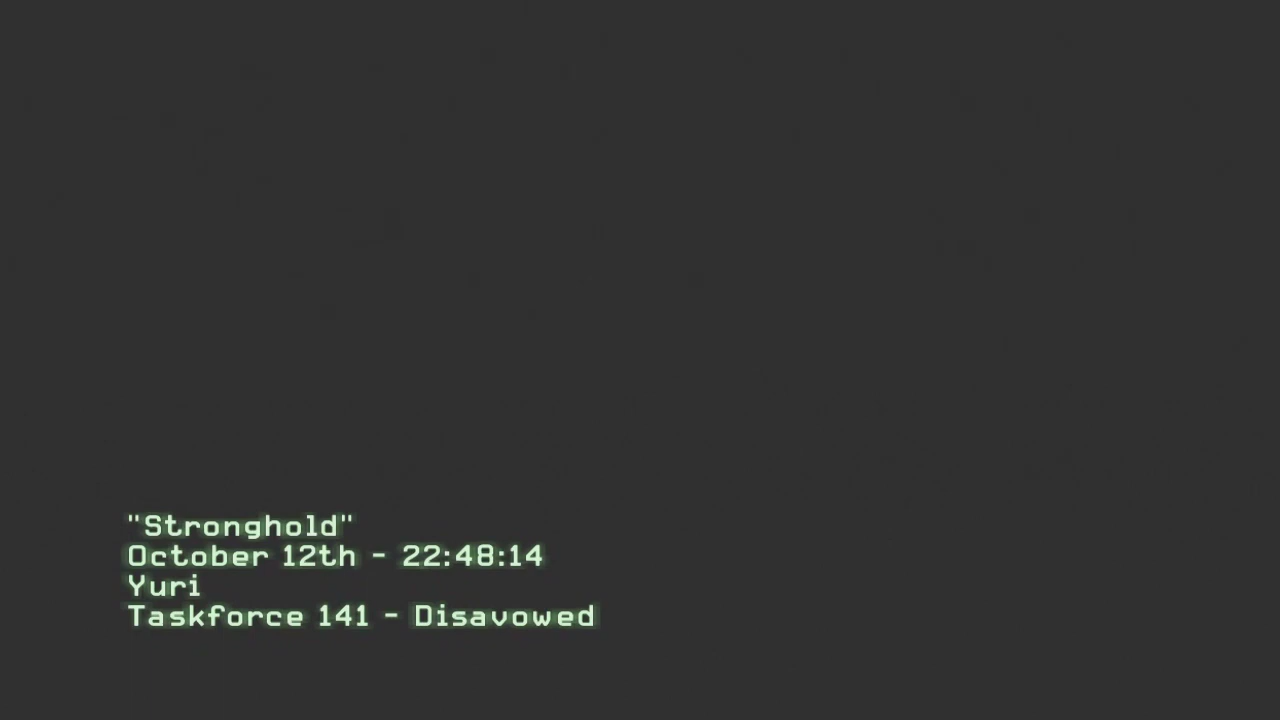 "Stronghold"
October 12th - 22:48:14
Yuri
Taskforce 141 - Disavowed